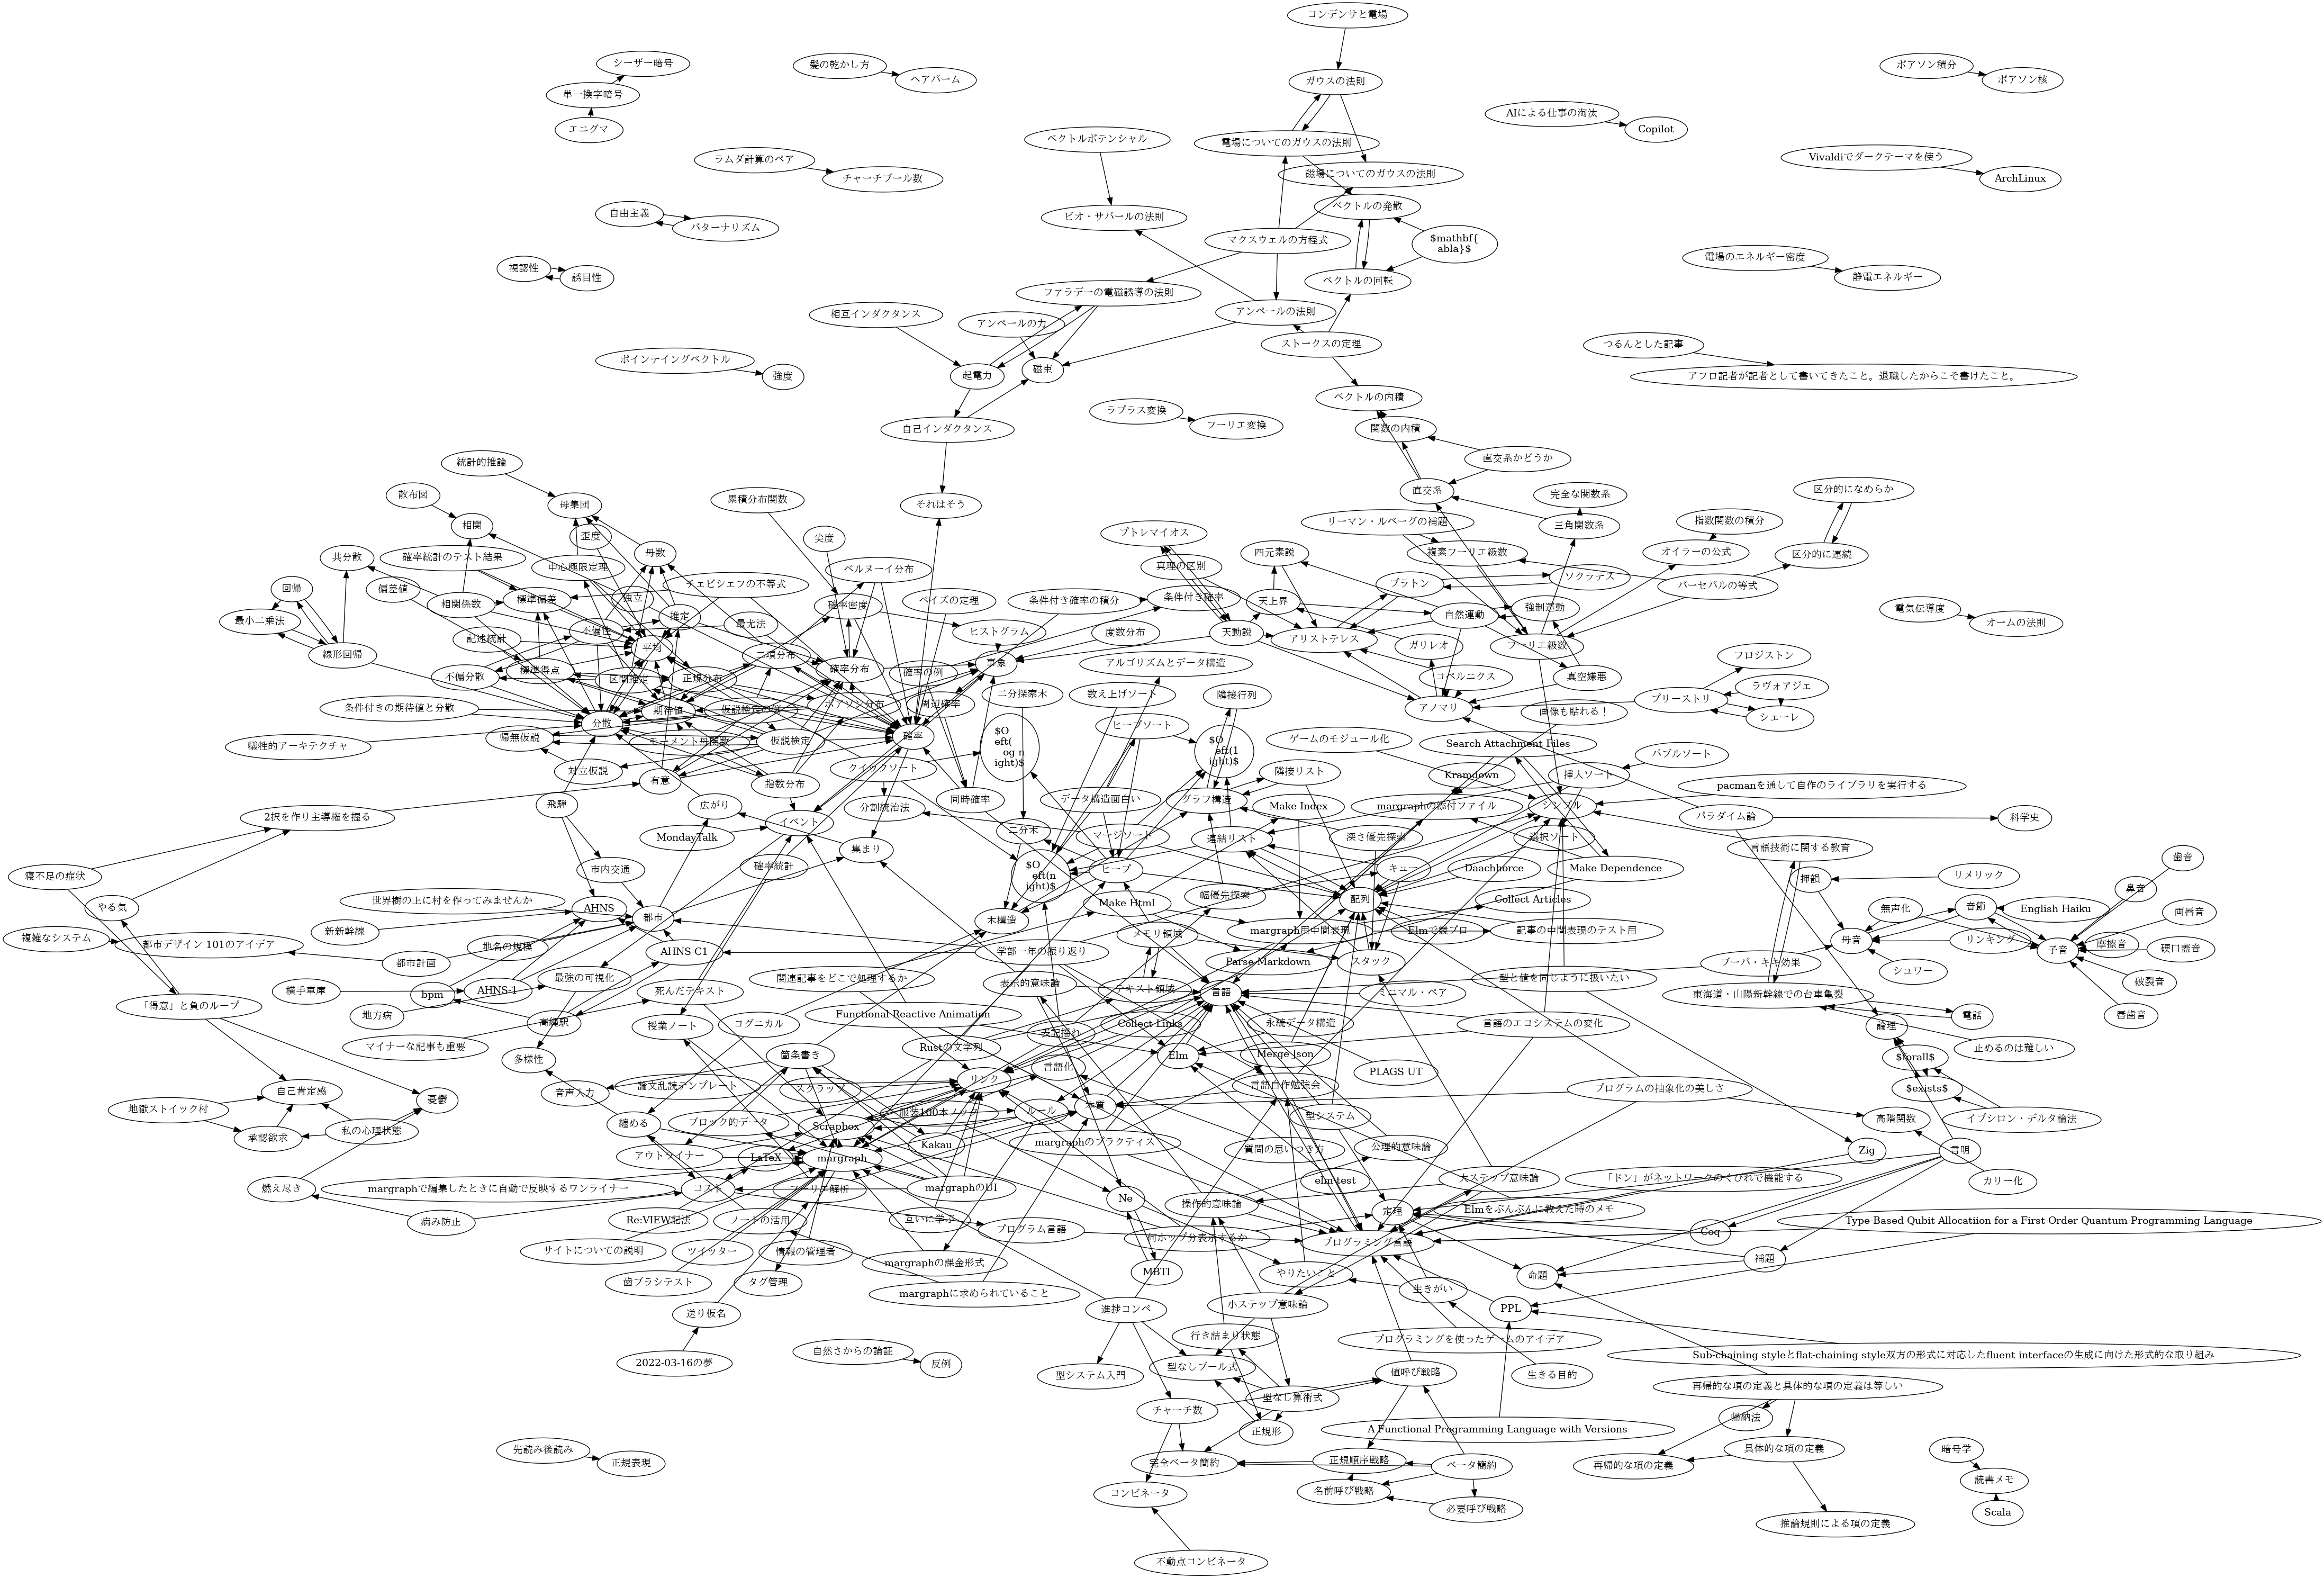 コンデンサと電場
シーザー暗号
髪の乾かし方
ヘアバーム
ガウスの法則
ポアソン積分
ポアソン核
単一換字暗号
エニグマ
AIによる仕事の淘汰
Copilot
ベクトルポテンシャル
電場についてのガウスの法則
ラムダ計算のペア
チャーチブール数
磁場についてのガウスの法則
Vivaldiでダークテーマを使う
ArchLinux
自由主義
パターナリズム
ビオ・サバールの法則
ベクトルの発散
マクスウェルの方程式
$mathbf{
abla}$
視認性
誘目性
ベクトルの回転
電場のエネルギー密度
静電エネルギー
ファラデーの電磁誘導の法則
相互インダクタンス
アンペールの力
アンペールの法則
ストークスの定理
つるんとした記事
ポインテイングベクトル
強度
起電力
磁束
アフロ記者が記者として書いてきたこと。退職したからこそ書けたこと。
ベクトルの内積
ラプラス変換
フーリエ変換
自己インダクタンス
関数の内積
直交系かどうか
統計的推論
直交系
散布図
母集団
累積分布関数
それはそう
完全な関数系
区分的になめらか
相関
歪度
尖度
プトレマイオス
リーマン・ルベーグの補題
三角関数系
指数関数の積分
共分散
確率統計のテスト結果
中心極限定理
母数
ベルヌーイ分布
真理の区別
四元素説
複素フーリエ級数
オイラーの公式
区分的に連続
回帰
偏差値
相関係数
標準偏差
独立
チェビシェフの不等式
推定
確率密度
ベイズの定理
条件付き確率の積分
条件付き確率
天上界
プラトン
ソクラテス
パーセバルの等式
自然運動
強制運動
電気伝導度
オームの法則
最小二乗法
線形回帰
記述統計
不偏性
最尤法
平均
ヒストグラム
度数分布
天動説
アリストテレス
ガリレオ
フーリエ級数
不偏分散
標準得点
区間推定
正規分布
二項分布
確率分布
確率の例
事象
アルゴリズムとデータ構造
コペルニクス
真空嫌悪
フロジストン
ラヴォアジェ
プリーストリ
シェーレ
条件付きの期待値と分散
分散
期待値
仮説検定の例
ポアソン分布
周辺確率
二分探索木
数え上げソート
隣接行列
アノマリ
画像も貼れる！
犠牲的アーキテクチャ
帰無仮説
モーメント母関数
仮説検定
確率
$O
eft(
og n
ight)$
ヒープソート
$O
eft(1
ight)$
ゲームのモジュール化
Search Attachment Files
バブルソート
対立仮説
有意
指数分布
クイックソート
隣接リスト
Kramdown
挿入ソート
pacmanを通して自作のライブラリを実行する
飛騨
広がり
分割統治法
同時確率
データ構造面白い
グラフ構造
Make Index
margraphの添付ファイル
シンプル
パラダイム論
科学史
2択を作り主導権を握る
MondayTalk
イベント
二分木
マージソート
連結リスト
深さ優先探索
選択ソート
集まり
確率統計
$O
eft(n
ight)$
ヒープ
キュー
Daachhorce
Make Dependence
言語技術に関する教育
歯音
寝不足の症状
市内交通
押韻
リメリック
鼻音
やる気
世界樹の上に村を作ってみませんか
AHNS
都市
木構造
Make Html
幅優先探索
配列
Collect Articles
無声化
音節
English Haiku
両唇音
新新幹線
margraph用中間表現
Elmで競プロ
記事の中間表現のテスト用
複雑なシステム
都市デザイン 101のアイデア
地名の規模
メモリ領域
母音
リンキング
子音
摩擦音
硬口蓋音
都市計画
AHNS-C1
学部一年の振り返り
Parse Markdown
スタック
ブーバ・キキ効果
シュワー
最強の可視化
関連記事をどこで処理するか
表示的意味論
テキスト領域
言語
型と値を同じように扱いたい
破裂音
横手車庫
AHNS-1
bpm
死んだテキスト
ミニマル・ペア
東海道・山陽新幹線での台車亀裂
「得意」と負のループ
地方病
高縄駅
Functional Reactive Animation
電話
唇歯音
コグニカル
授業ノート
表記揺れ
Collect Links
永続データ構造
言語のエコシステムの変化
論理
マイナーな記事も重要
多様性
箇条書き
Rustの文字列
Elm
Merge Json
止めるのは難しい
$forall$
PLAGS UT
言語化
リンク
自己肯定感
音声入力
論文乱読テンプレート
スクラップ
言語自作勉強会
プログラムの抽象化の美しさ
$exists$
憂鬱
本質
地獄ストイック村
ブロック的データ
服装100本ノック
ルール
型システム
高階関数
イプシロン・デルタ論法
承認欲求
私の心理状態
纏める
Scrapbox
Kakau
margraphのプラクティス
質問の思いつき方
公理的意味論
Zig
言明
アウトライナー
LaTeX
margraph
elm-test
大ステップ意味論
「ドン」がネットワークのくびれで機能する
カリー化
燃え尽き
margraphで編集したときに自動で反映するワンライナー
コスト
フーリエ解析
margraphのUI
Ne
操作的意味論
定理
Elmをぶんぶんに教えた時のメモ
病み防止
Re:VIEW記法
ノートの活用
互いに学ぶ
プログラム言語
何ホップ分表示するか
プログラミング言語
Coq
Type-Based Qubit Allocatiion for a First-Order Quantum Programming Language
サイトについての説明
ツイッター
情報の管理者
margraphの課金形式
MBTI
やりたいこと
命題
補題
歯ブラシテスト
タグ管理
margraphに求められていること
生きがい
送り仮名
進捗コンペ
小ステップ意味論
PPL
行き詰まり状態
プログラミングを使ったゲームのアイデア
自然さからの論証
反例
2022-03-16の夢
型システム入門
型なしブール式
値呼び戦略
生きる目的
Sub-chaining styleとflat-chaining style双方の形式に対応したfluent interfaceの生成に向けた形式的な取り組み
再帰的な項の定義と具体的な項の定義は等しい
型なし算術式
チャーチ数
帰納法
正規形
A Functional Programming Language with Versions
先読み後読み
正規表現
完全ベータ簡約
正規順序戦略
ベータ簡約
再帰的な項の定義
具体的な項の定義
暗号学
読書メモ
コンビネータ
名前呼び戦略
必要呼び戦略
推論規則による項の定義
Scala
不動点コンビネータ